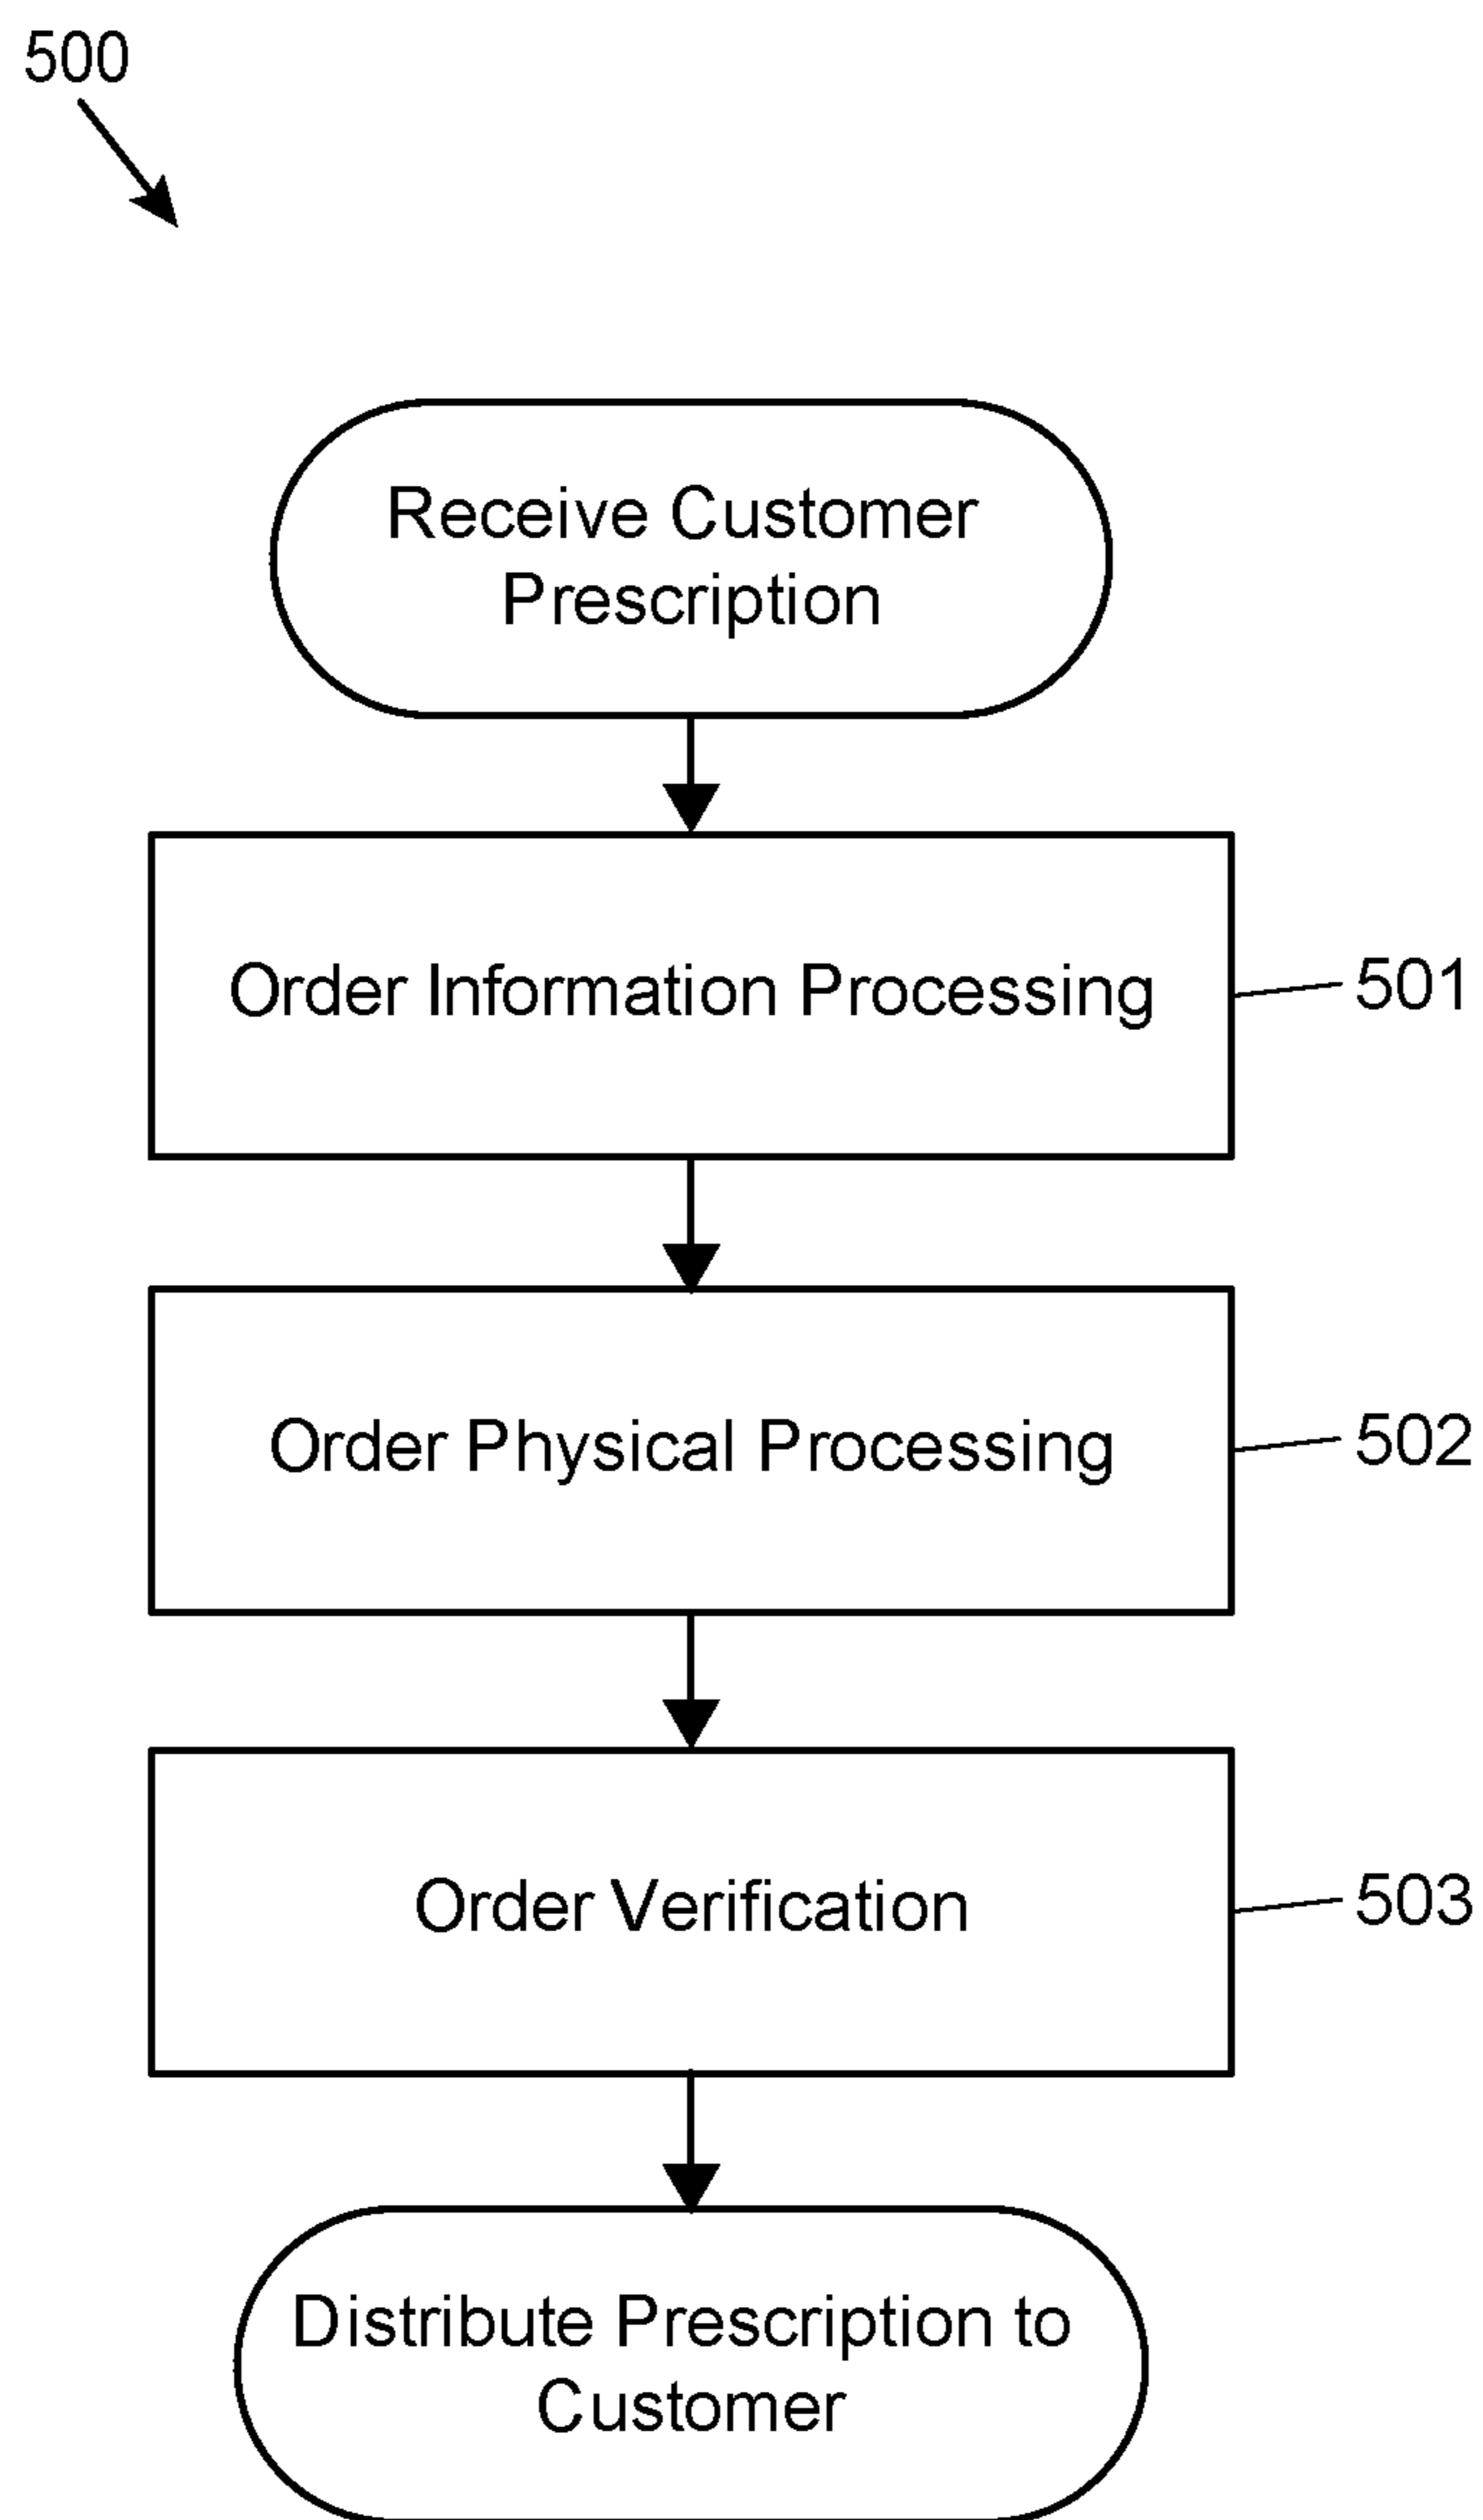 500
Receive Customer
Prescription
Order Information Processing
501
Order Physical Processing
502
Order Verification
503
Distribute Prescription to
Customer